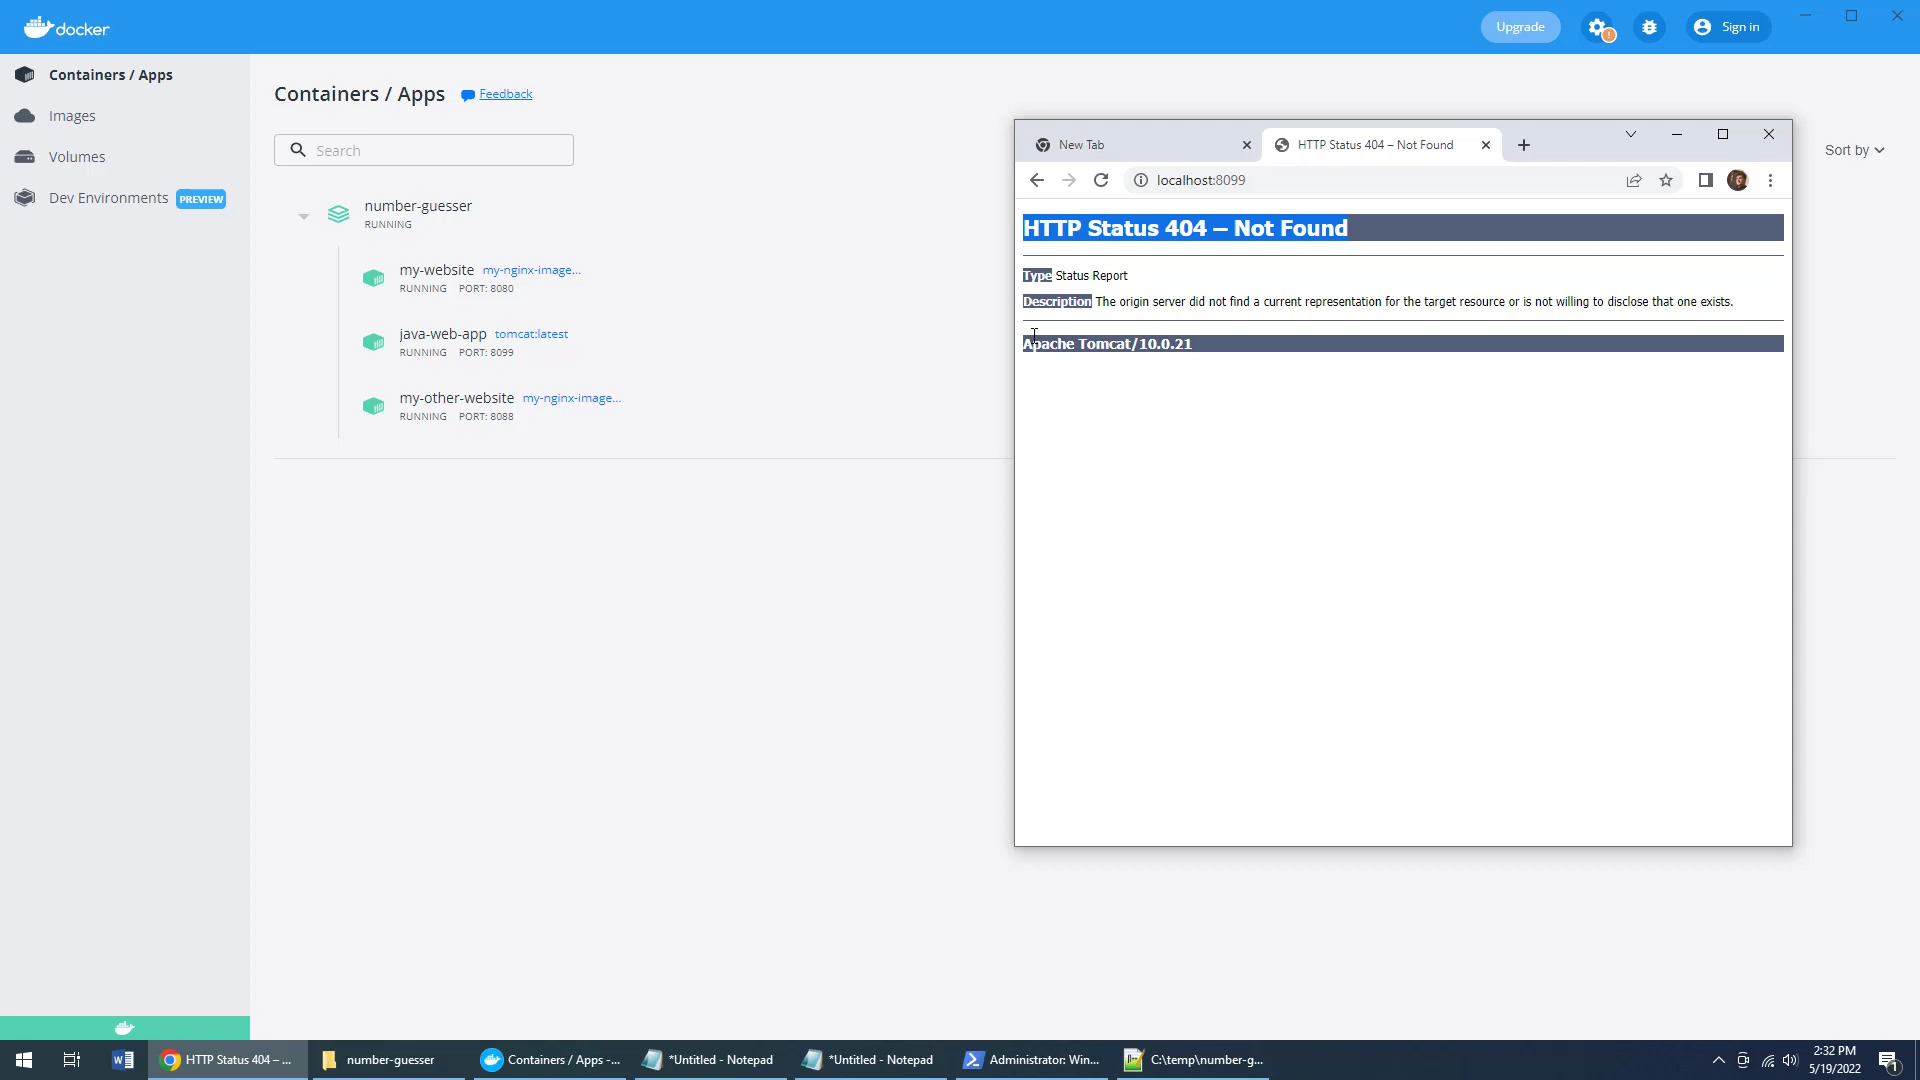 docker
Upgrade
Sign in
Containers / Apps
Images
Volumes
Dev Environments PREVIEW
Containers / Apps Feedback
Search
Sort by
number-guesser
RUNNING
my-website my-nginx-image...
RUNNING PORT: 8080
java-web-app tomcat:latest
RUNNING PORT: 8099
my-other-website my-nginx-image...
RUNNING PORT: 8088
New Tab
HTTP Status 404 – Not Found
localhost:8099
HTTP Status 404 – Not Found
Type Status Report
Description The origin server did not find a current representation for the target resource or is not willing to disclose that one exists.
Apache Tomcat/10.0.21
HTTP Status 404 – ...
number-guesser
Containers / Apps -...
*Untitled - Notepad
*Untitled - Notepad
Administrator: Win...
C:\temp\number-g...
2:32 PM
5/19/2022
1